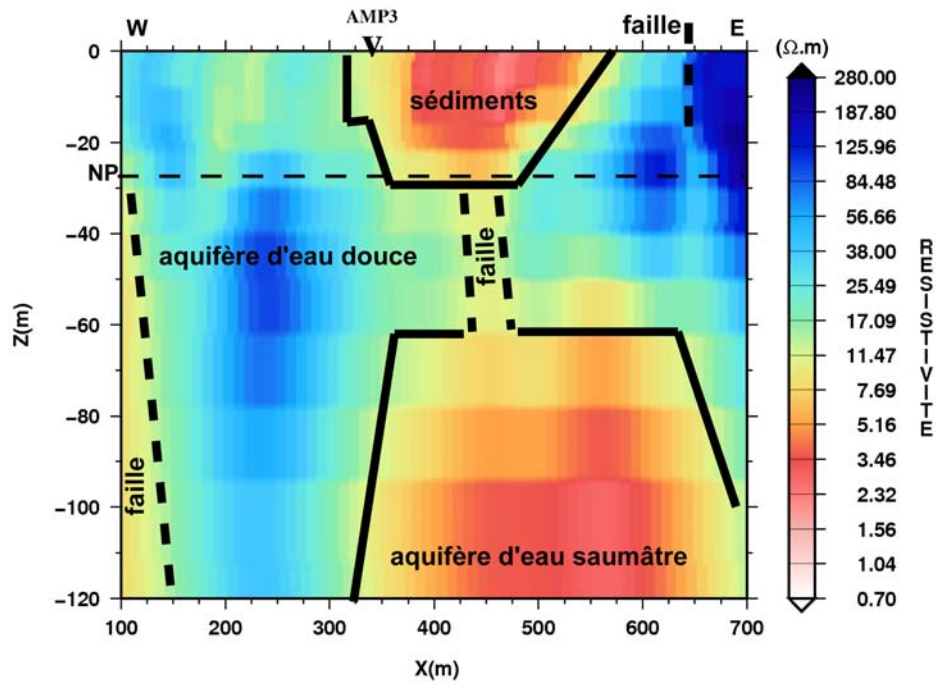 AMP3
V
W
faille
E
(Ω.m)
0
−20
−40
−60
−80
−100
−120
Z(m)
NP
sédiments
aquifère d'eau douce
faille
faille
aquifère d'eau saumâtre
100
200
300
400
500
600
700
X(m)
280.00
187.80
125.96
84.48
56.66
38.00
25.49
17.09
11.47
7.69
5.16
3.46
2.32
1.56
1.04
0.70
RESISTIVITE